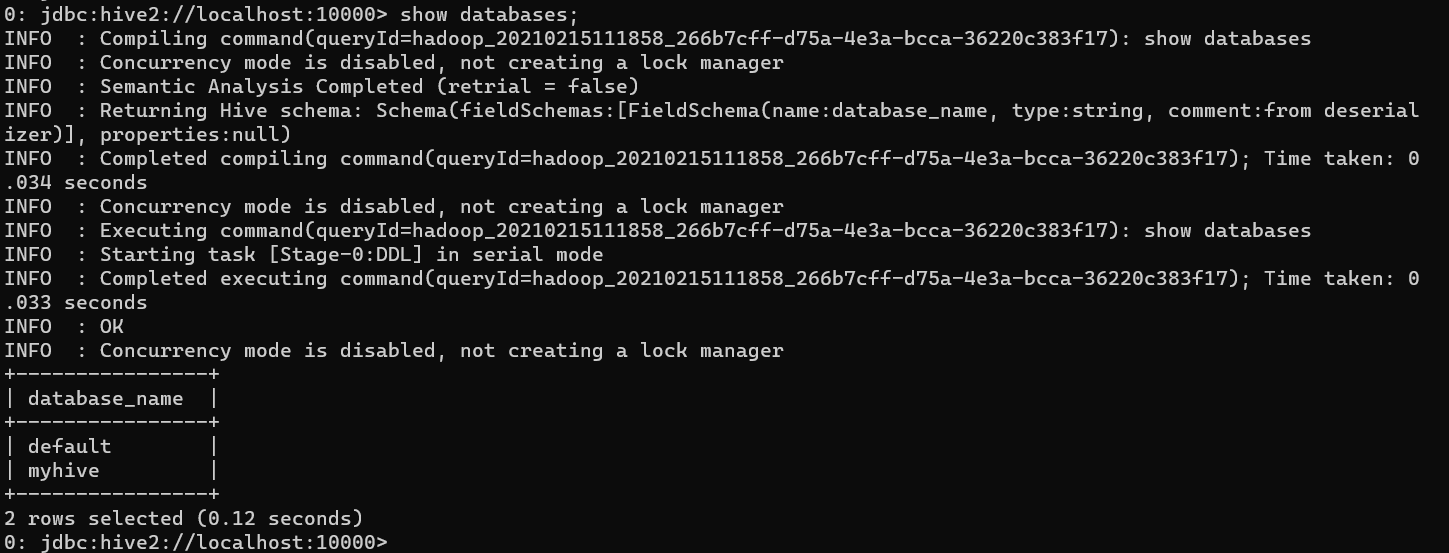 0: jdbc:hive2://localhost:10000> show databases;
INFO  : Compiling command(queryId=hadoop_20210215111858_266b7cff-d75a-4e3a-bcca-36220c383f17): show databases
INFO  : Concurrency mode is disabled, not creating a lock manager
INFO  : Semantic Analysis Completed (retrial = false)
INFO  : Returning Hive schema: Schema(fieldSchemas:[FieldSchema(name:database_name, type:string, comment:from deserial
izer)], properties:null)
INFO  : Completed compiling command(queryId=hadoop_20210215111858_266b7cff-d75a-4e3a-bcca-36220c383f17); Time taken: 0
.034 seconds
INFO  : Concurrency mode is disabled, not creating a lock manager
INFO  : Executing command(queryId=hadoop_20210215111858_266b7cff-d75a-4e3a-bcca-36220c383f17): show databases
INFO  : Starting task [Stage-0:DDL] in serial mode
INFO  : Completed executing command(queryId=hadoop_20210215111858_266b7cff-d75a-4e3a-bcca-36220c383f17); Time taken: 0
.033 seconds
INFO  : OK
INFO  : Concurrency mode is disabled, not creating a lock manager
+----------------+
| database_name  |
+----------------+
| default        |
| myhive         |
+----------------+
2 rows selected (0.12 seconds)
0: jdbc:hive2://localhost:10000>